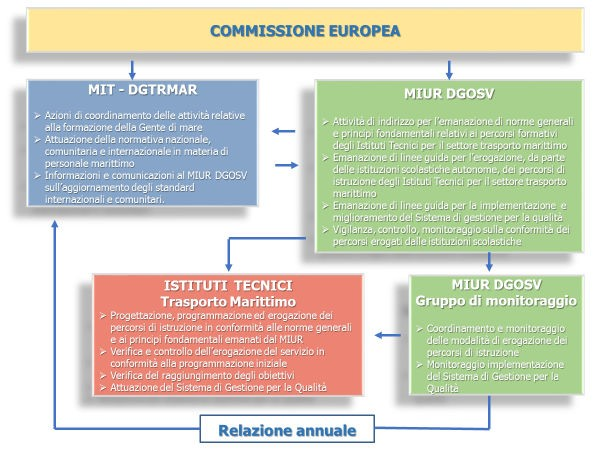 COMMISSIONE EUROPEA
MIT - DGTRMAR
➢ Azioni di coordinamento delle attività relative
alla formazione della Gente di mare
➢ Attuazione della normativa nazionale,
comunitaria e internazionale in materia di
personale marittimo
➢ Informazioni e comunicazioni al MIUR DGOSV
sull'aggiornamento degli standard
internazionali e comunitari.
MIUR DGOSV
➢ Attività di indirizzo per l'emanazione di norme generali
e principi fondamentali relativi ai percorsi formativi
degli Istituti Tecnici per il settore trasporto marittimo
➢ Emanazione di linee guida per l'erogazione, da parte
delle istituzioni scolastiche autonome, dei percorsi di
istruzione degli Istituti Tecnici per il settore trasporto
marittimo
➢ Emanazione di linee guida per la implementazione e
miglioramento del Sistema di gestione per la qualità
➢ Vigilanza, controllo, monitoraggio sulla conformità dei
percorsi erogati dalle istituzioni scolastiche
ISTITUTI TECNICI
Trasporto Marittimo
➢ Progettazione, programmazione ed erogazione dei
percorsi di istruzione in conformità alle norme generali
e ai principi fondamentali emanati dal MIUR
➢ Verifica e controllo dell'erogazione del servizio in
conformità alla programmazione iniziale
➢ Verifica del raggiungimento degli obiettivi
➢ Attuazione del Sistema di Gestione per la Qualità
MIUR DGOSV
Gruppo di monitoraggio
➢ Coordinamento e monitoraggio
delle modalità di erogazione dei
percorsi di istruzione
➢ Monitoraggio implementazione
del Sistema di Gestione per la
Qualità
Relazione annuale